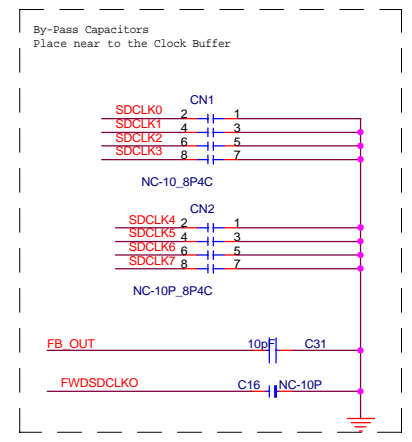 By-Pass Capacitors
Place near to the Clock Buffer
CN1
SDCLK0 2 1
SDCLK1 4 3
SDCLK2 6 5
SDCLK3 8 7
NC-10_8P4C
CN2
SDCLK4 2 1
SDCLK5 4 3
SDCLK6 6 5
SDCLK7 8 7
NC-10P_8P4C
FB_OUT 10pF C31
FWDSDCLKO C16 NC-10P